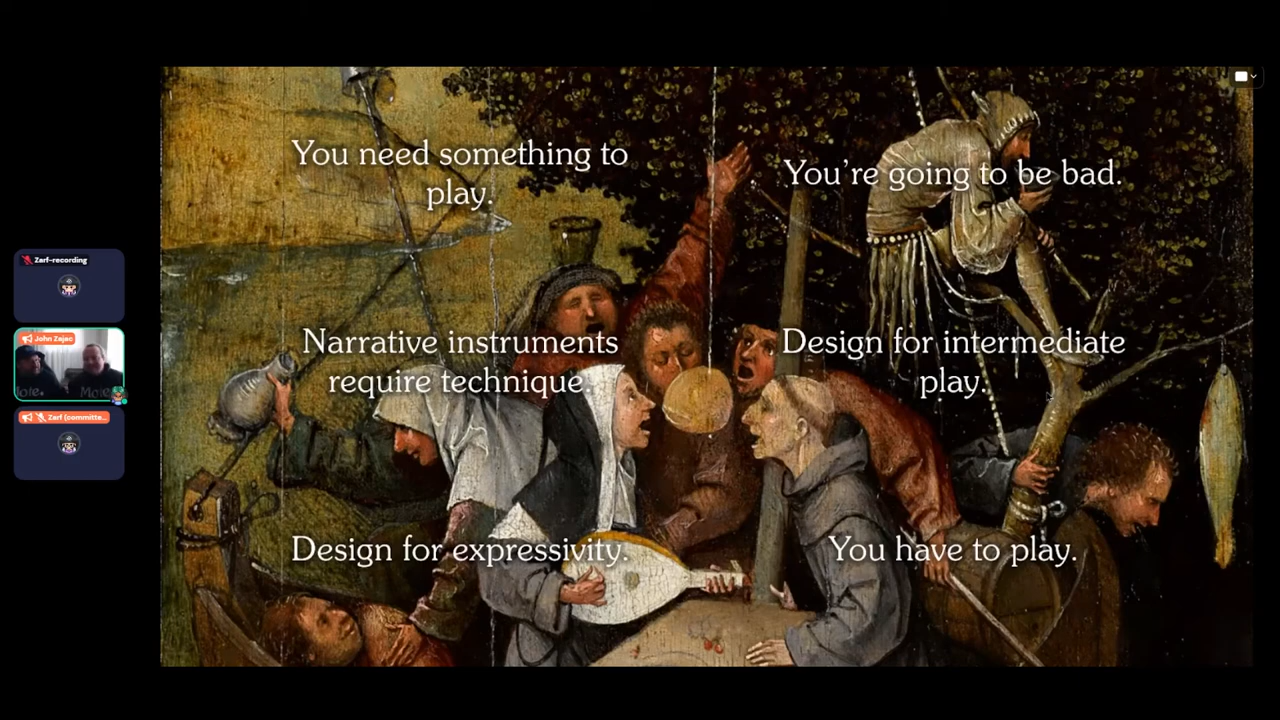 You need something to
play.
You're going to be bad.
Narrative instruments
require technique.
Design for intermediate
play.
Design for expressivity.
You have to play.
Zarf-recording
John Zajac
Zarf (committe...